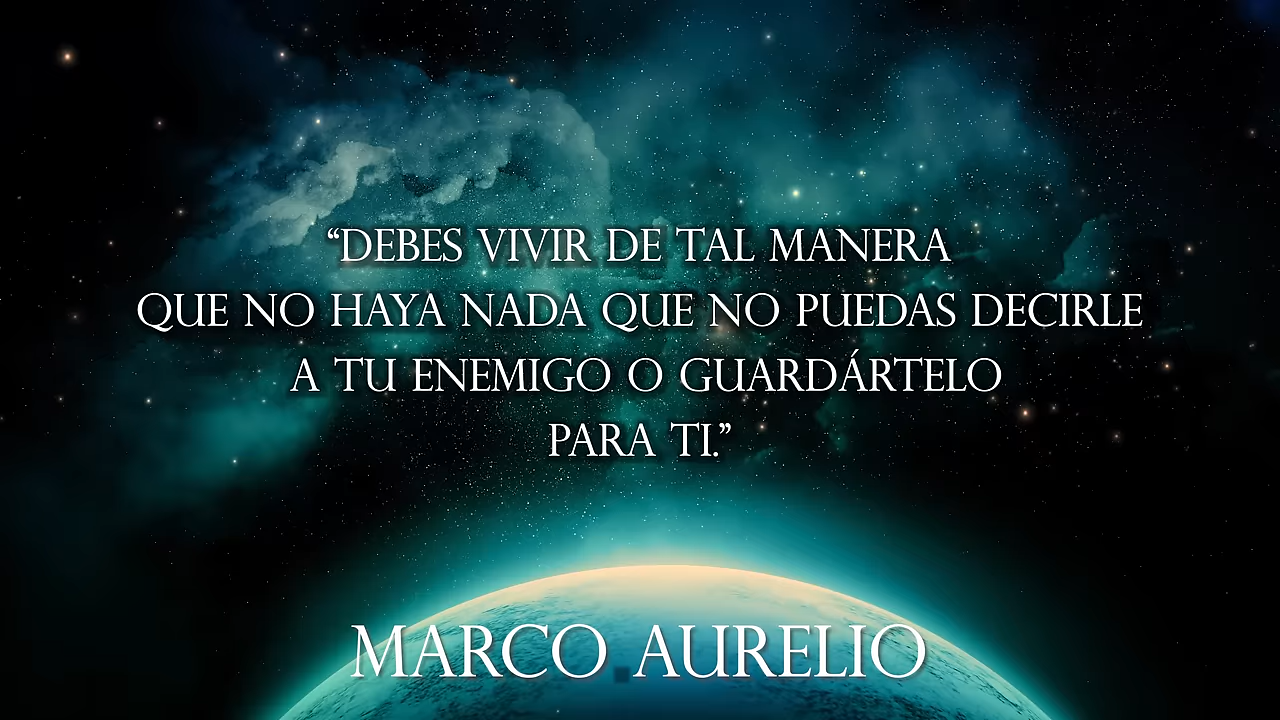 “DEBES VIVIR DE TAL MANERA
QUE NO HAYA NADA QUE NO PUEDAS DECIRLE
A TU ENEMIGO O GUARDÁRTELO
PARA TI.”
MARCO AURELIO